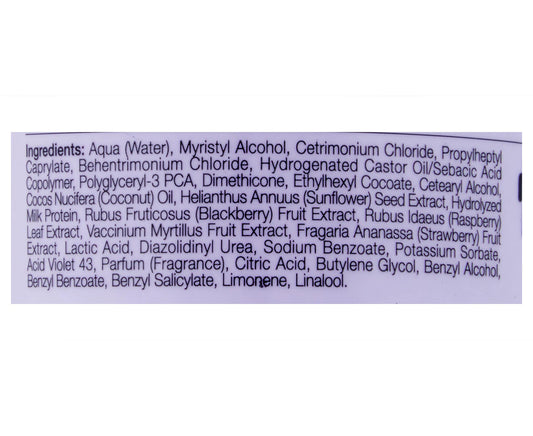 Ingredients: Aqua (Water), Myristyl Alcohol, Cetrimonium Chloride, Propylheptyl
Caprylate, Behentrimonium Chloride, Hydrogenated Castor Oil/Sebacic Acid
Copolymer, Polyglyceryl-3 PCA, Dimethicone, Ethylhexyl Cocoate, Cetearyl Alcohol,
Cocos Nucifera (Coconut) Oil, Helianthus Annuus (Sunflower) Seed Extract, Hydrolyzed
Milk Protein, Rubus Fruticosus (Blackberry) Fruit Extract, Rubus Idaeus (Raspberry)
Leaf Extract, Vaccinium Myrtillus Fruit Extract, Fragaria Ananassa (Strawberry) Fruit
Extract, Lactic Acid, Diazolidinyl Urea, Sodium Benzoate, Potassium Sorbate,
Acid Violet 43, Parfum (Fragrance), Citric Acid, Butylene Glycol, Benzyl Alcohol,
Benzyl Benzoate, Benzyl Salicylate, Limonene, Linalool.